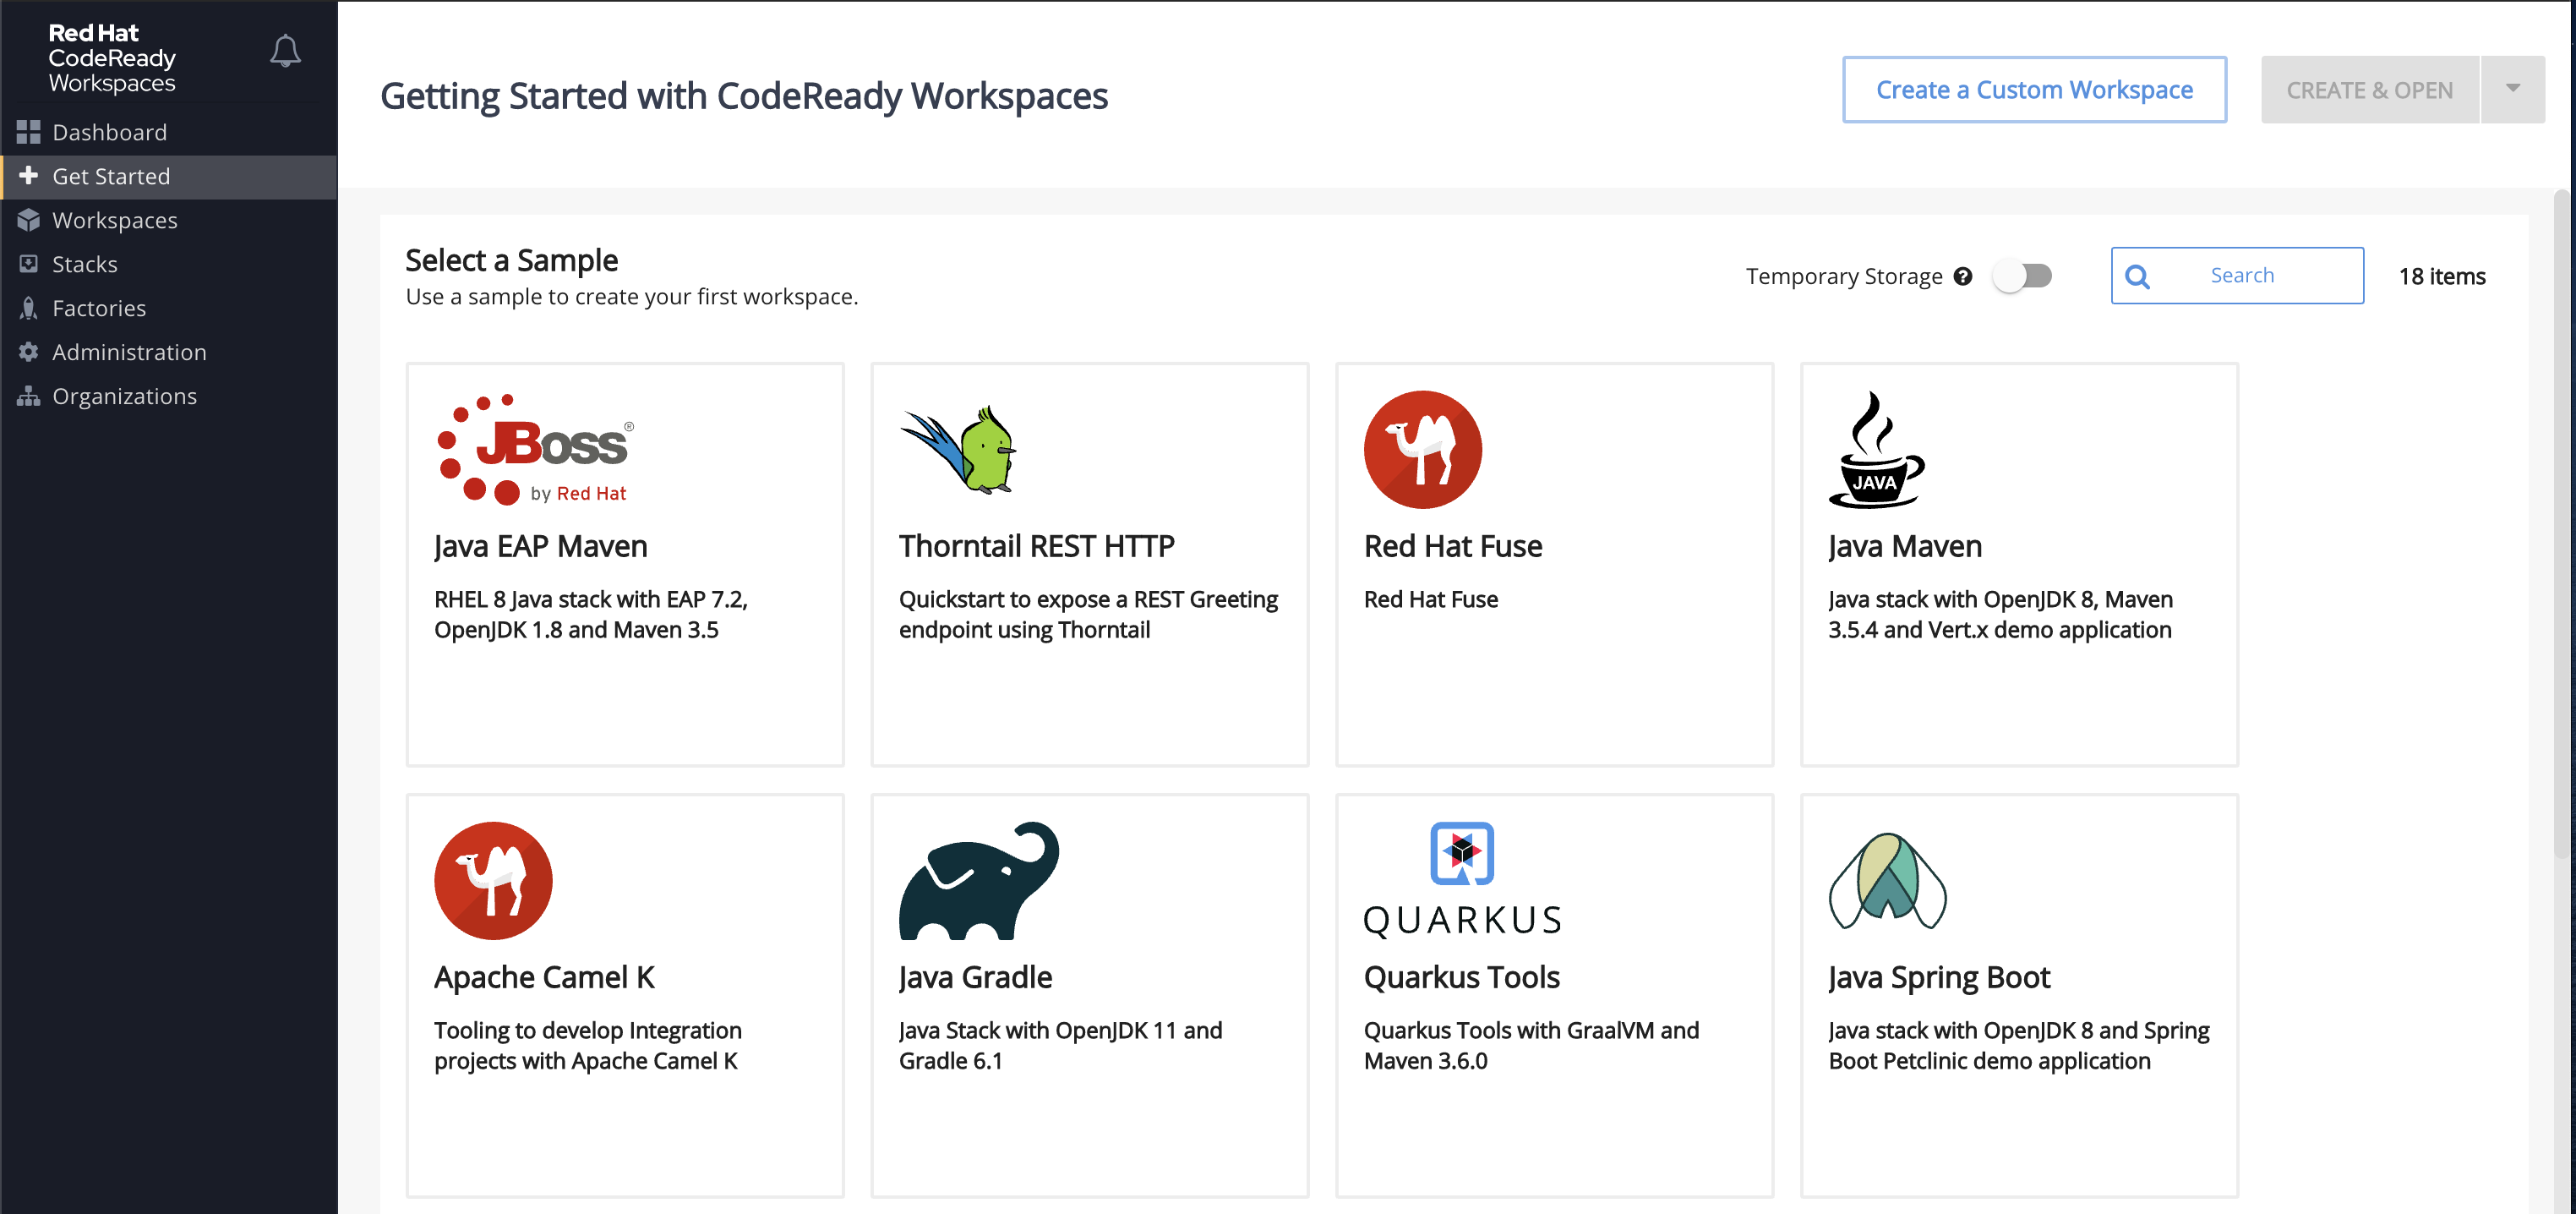 Red Hat
CodeReady
Workspaces
Dashboard
Get Started
Workspaces
Stacks
Factories
Administration
Organizations
Getting Started with CodeReady Workspaces
Create a Custom Workspace
CREATE & OPEN
Select a Sample
Use a sample to create your first workspace.
Temporary Storage ?
Search
18 items
JBoss®
by Red Hat
Java EAP Maven
RHEL 8 Java stack with EAP 7.2,
OpenJDK 1.8 and Maven 3.5
Thorntail REST HTTP
Quickstart to expose a REST Greeting
endpoint using Thorntail
Red Hat Fuse
Red Hat Fuse
JAVA
Java Maven
Java stack with OpenJDK 8, Maven
3.5.4 and Vert.x demo application
Apache Camel K
Tooling to develop Integration
projects with Apache Camel K
Java Gradle
Java Stack with OpenJDK 11 and
Gradle 6.1
QUARKUS
Quarkus Tools
Quarkus Tools with GraalVM and
Maven 3.6.0
Java Spring Boot
Java stack with OpenJDK 8 and Spring
Boot Petclinic demo application